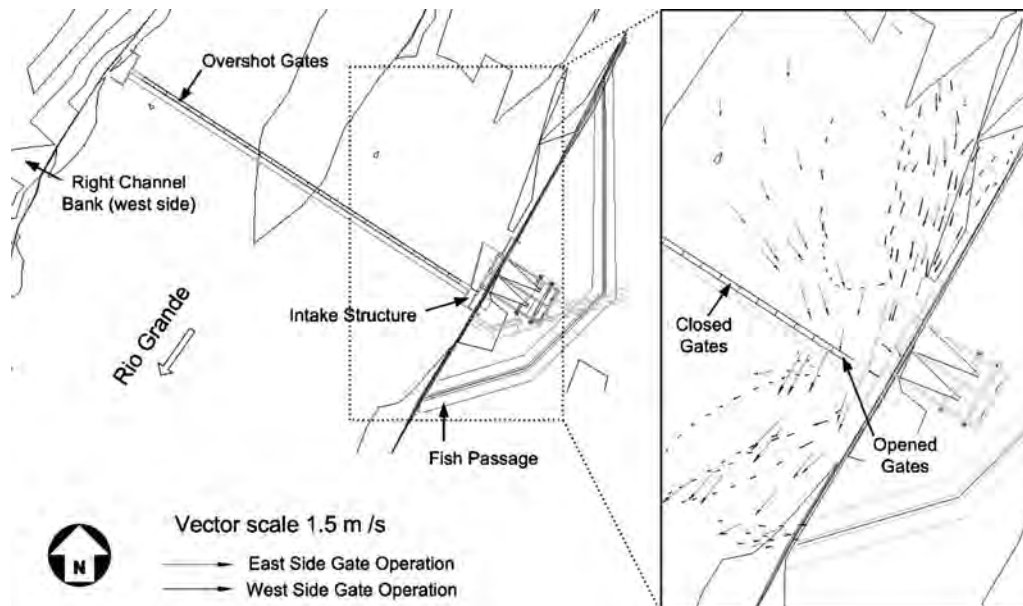 Overshot Gates
Right Channel
Bank (west side)
Rio Grande
Intake Structure
Fish Passage
Closed
Gates
Opened
Gates
N
Vector scale 1.5 m /s
East Side Gate Operation
West Side Gate Operation